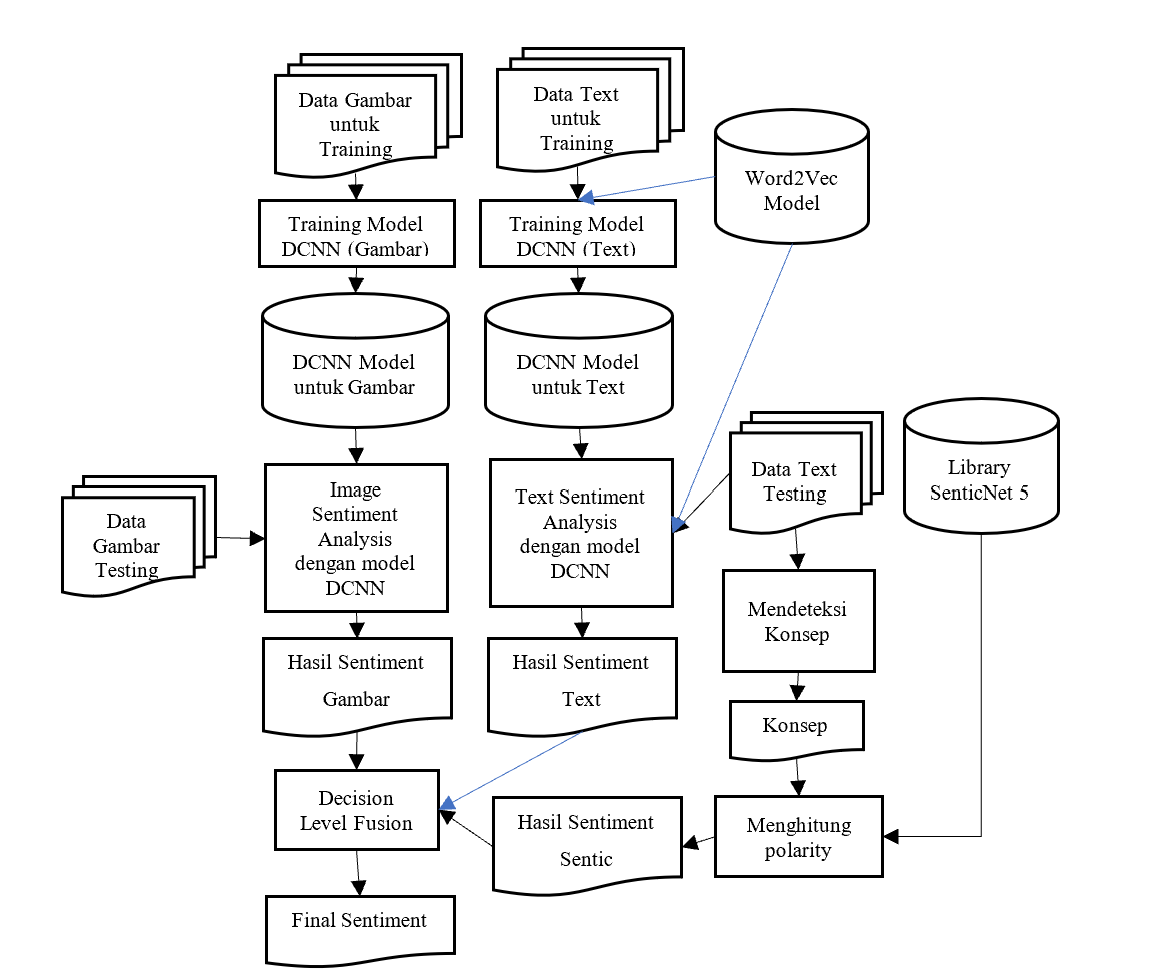 Data Gambar
untuk
Training
Data Text
untuk
Training
Word2Vec
Model
Training Model
DCNN (Gambar)
Training Model
DCNN (Text)
DCNN Model
untuk Gambar
DCNN Model
untuk Text
Data
Gambar
Testing
Image
Sentiment
Analysis
dengan model
DCNN
Text Sentiment
Analysis
dengan model
DCNN
Data Text
Testing
Library
SenticNet 5
Mendeteksi
Konsep
Hasil Sentiment
Gambar
Hasil Sentiment
Text
Konsep
Decision
Level Fusion
Hasil Sentiment
Sentic
Menghitung
polarity
Final Sentiment